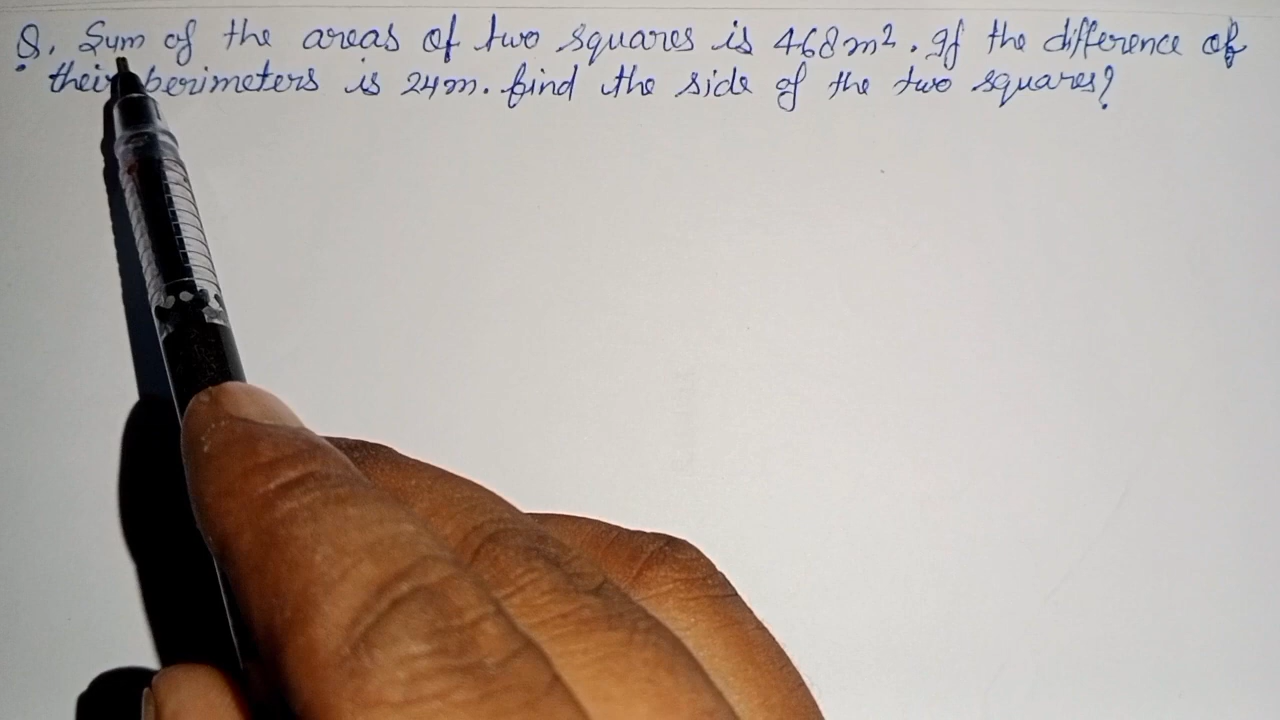 Q. Sum of the areas of two squares is 468m². If the difference of
their perimeters is 24m. find the side of the two squares?